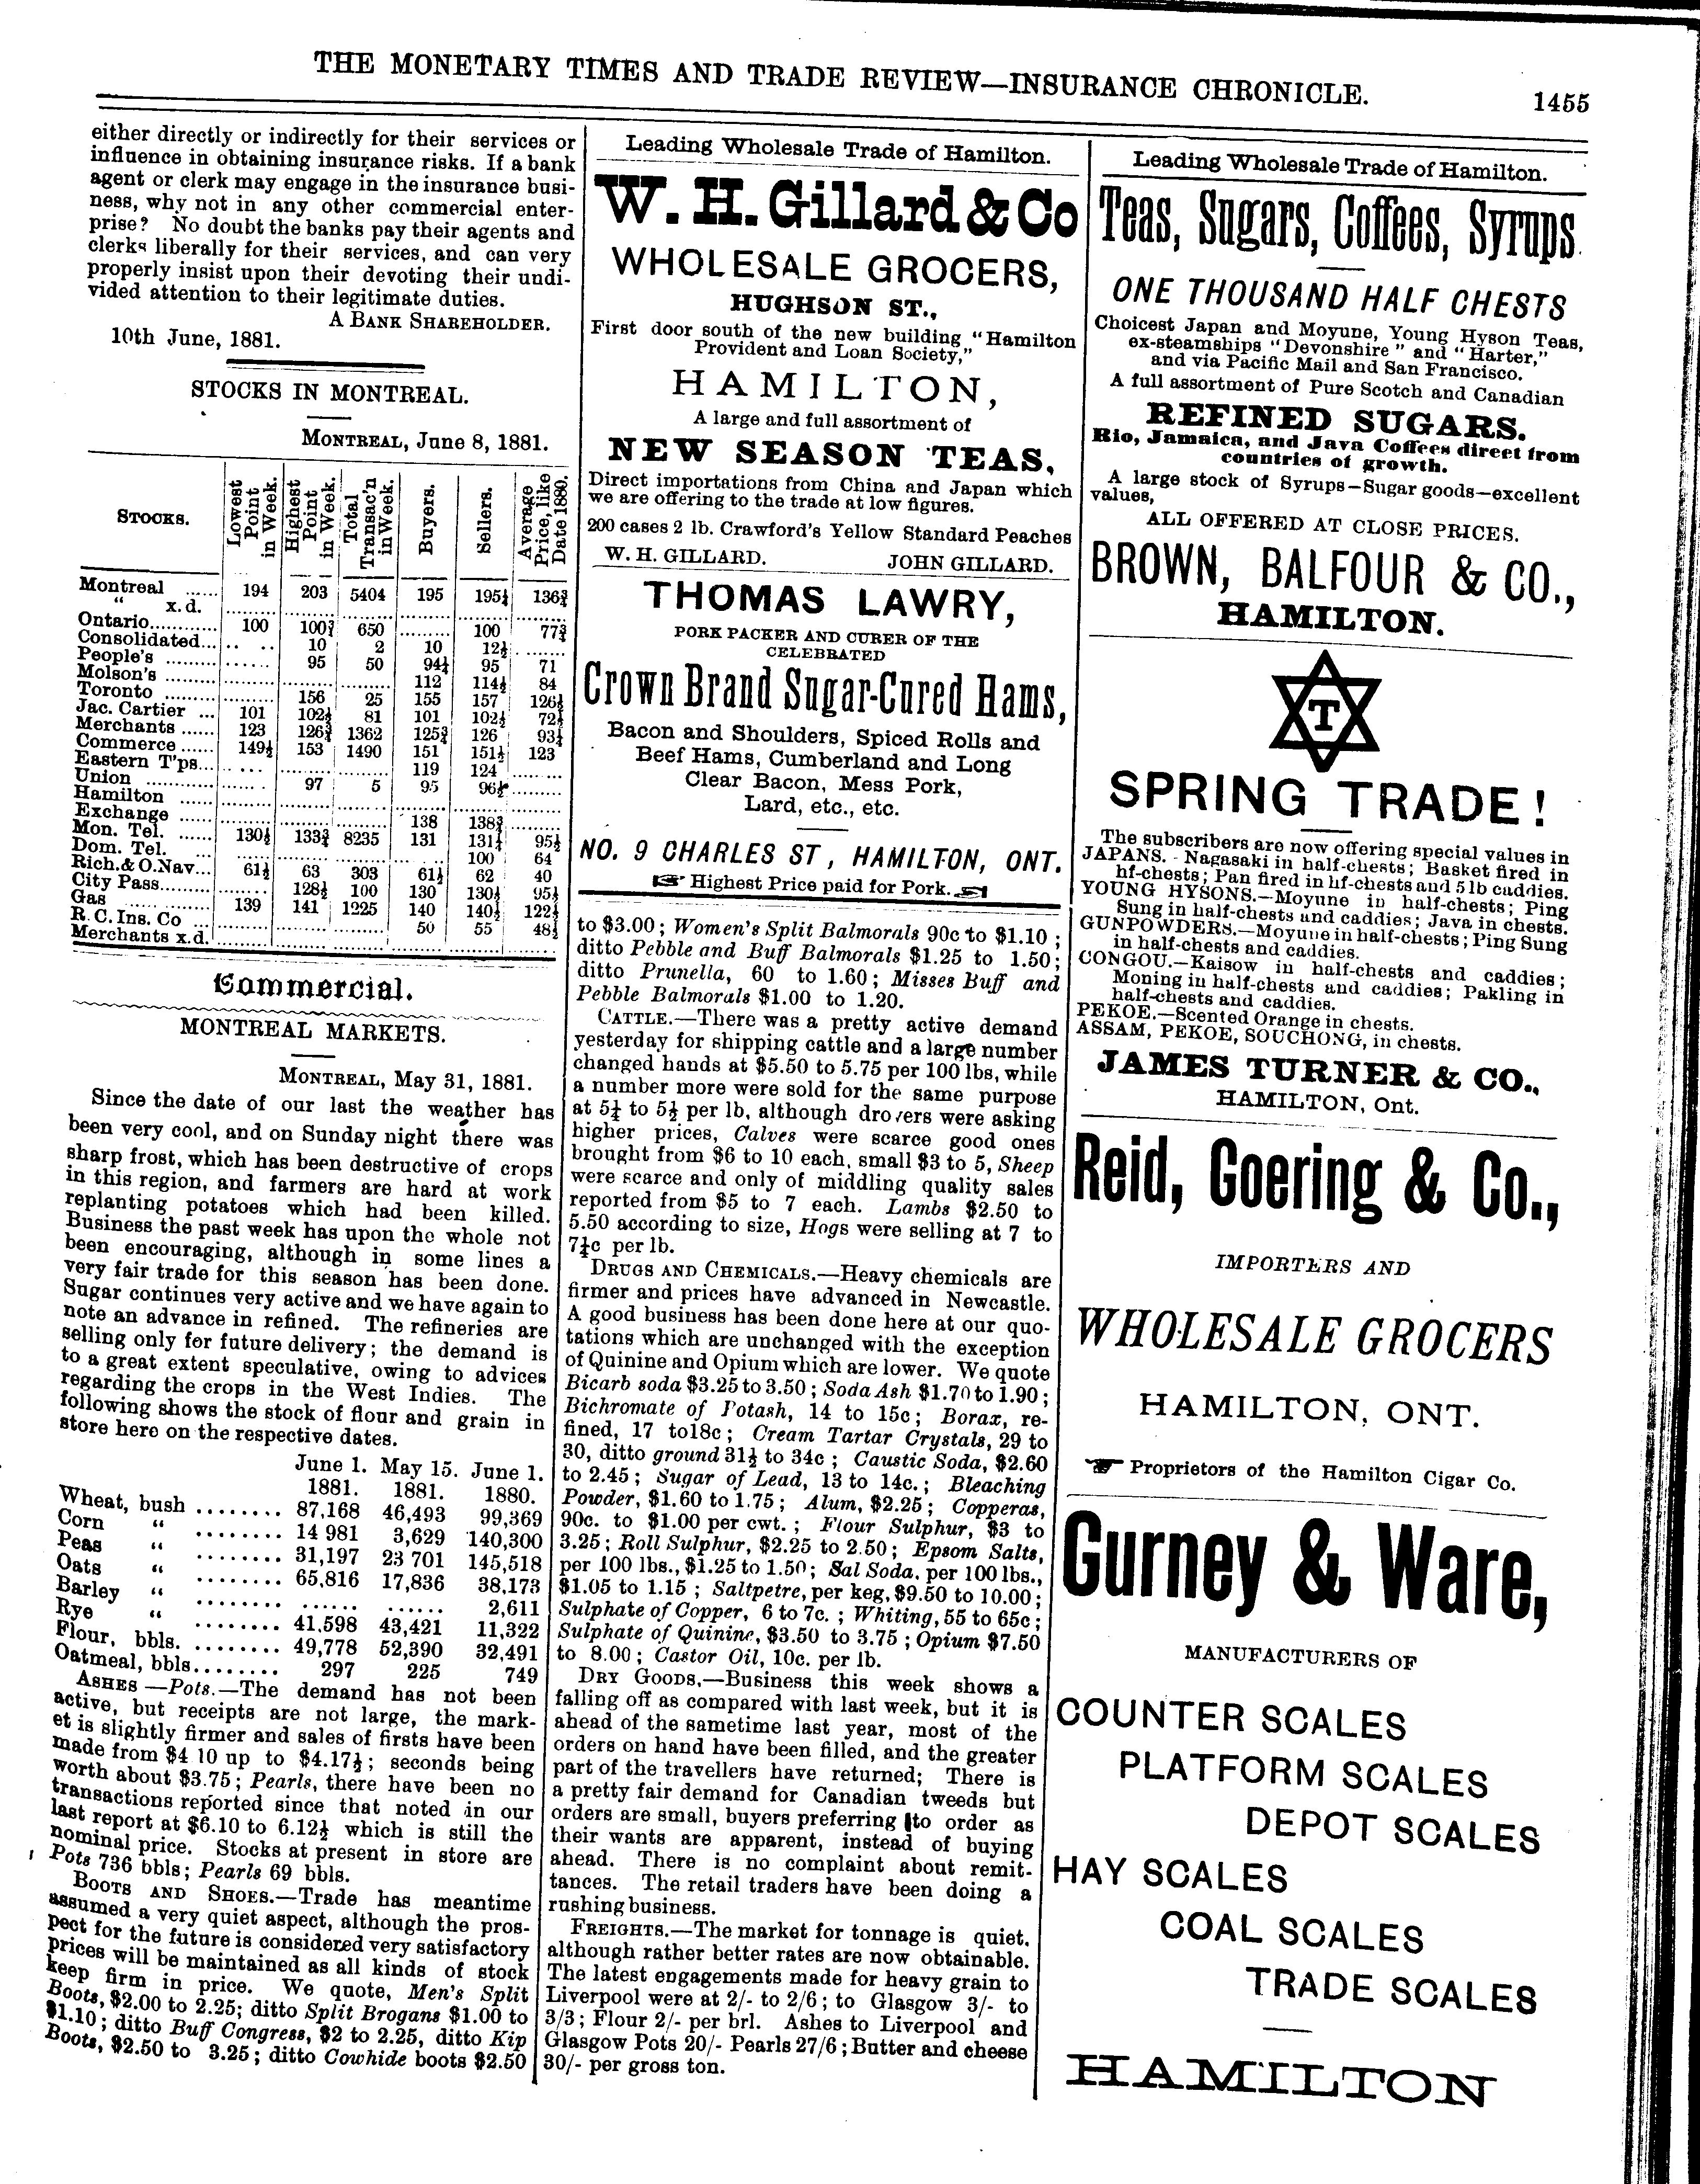 THE MONETARY TIMES AND TRADE REVIEW—INSURANCE CHRONICLE. 1455
either directly or indirectly for their services or
influence in obtaining insurance risks. If a bank
agent or clerk may engage in the insurance busi-
ness, why not in any other commercial enter-
prise? No doubt the banks pay their agents and
clerks liberally for their services, and can very
properly insist upon their devoting their undi-
vided attention to their legitimate duties.
A BANK SHAREHOLDER.
10th June, 1881.
STOCKS IN MONTREAL.
MONTREAL, June 8, 1881.
STOCKS. | Lowest Point in Week. | Highest Point in Week. | Total Transac'n in Week. | Buyers. | Sellers. | Average Price, like Date 1880.
Montreal ...... 194 203 5404 195 195¼ 136¾
" x.d. ...... ...... ...... ...... ...... ......
Ontario........... 100 100¾ 650 ......... 100 77¾
Consolidated... .. .. 10 2 10 12½ .......
People's ......... ...... 95 50 94¼ 95 71
Molson's ......... ...... ...... ...... 112 114½ 84
Toronto ......... ...... 156 25 155 157 126½
Jac. Cartier ... 101 102½ 81 101 102½ 72½
Merchants ...... 123 126¾ 1362 125¾ 126 93½
Commerce ...... 149½ 153 1490 151 151½ 123
Eastern T'ps... .. ... ...... ...... 119 124 ......
Union ............ ...... 97 5 95 96½ .........
Hamilton ...... ...... ...... ...... ...... ...... ......
Exchange ...... ...... ...... ...... 138 138¾ ......
Mon. Tel. ...... 130½ 133¾ 8235 131 131¼ 95½
Dom. Tel. ... ...... ...... ...... ...... 100 64
Rich.& O.Nav... 61½ 63 303 61½ 62 40
City Pass......... ...... 128½ 100 130 130½ 95½
Gas ............ 139 141 1225 140 140½ 122½
R. C. Ins. Co ... ...... ...... ...... 50 55 48½
Merchants x.d. ...... ...... ...... ...... ...... ......
Commercial.
MONTREAL MARKETS.
MONTREAL, May 31, 1881.
Since the date of our last the weather has
been very cool, and on Sunday night there was
sharp frost, which has been destructive of crops
in this region, and farmers are hard at work
replanting potatoes which had been killed.
Business the past week has upon the whole not
been encouraging, although in some lines a
very fair trade for this season has been done.
Sugar continues very active and we have again to
note an advance in refined. The refineries are
selling only for future delivery; the demand is
to a great extent speculative, owing to advices
regarding the crops in the West Indies. The
following shows the stock of flour and grain in
store here on the respective dates.
June 1. May 15. June 1.
1881. 1881. 1880.
Wheat, bush ........ 87,168 46,493 99,369
Corn " ........ 14 981 3,629 140,300
Peas " ........ 31,197 23 701 145,518
Oats " ........ 65,816 17,836 38,173
Barley " ........ ...... ...... 2,611
Rye " ........ 41,598 43,421 11,322
Flour, bbls. ........ 49,778 52,390 32,491
Oatmeal, bbls........ 297 225 749
ASHES —Pots.—The demand has not been
active, but receipts are not large, the mark-
et is slightly firmer and sales of firsts have been
made from $4 10 up to $4.17½; seconds being
worth about $3.75; Pearls, there have been no
transactions reported since that noted in our
last report at $6.10 to 6.12½ which is still the
nominal price. Stocks at present in store are
Pots 736 bbls; Pearls 69 bbls.
BOOTS AND SHOES.—Trade has meantime
assumed a very quiet aspect, although the pros-
pect for the future is considered very satisfactory
prices will be maintained as all kinds of stock
keep firm in price. We quote, Men's Split
Boots, $2.00 to 2.25; ditto Split Brogans $1.00 to
$1.10; ditto Buff Congress, $2 to 2.25, ditto Kip
Boots, $2.50 to 3.25; ditto Cowhide boots $2.50
Leading Wholesale Trade of Hamilton.
W. H. Gillard & Co
WHOLESALE GROCERS,
HUGHSON ST.,
First door south of the new building "Hamilton
Provident and Loan Society,"
HAMILTON,
A large and full assortment of
NEW SEASON TEAS,
Direct importations from China and Japan which
we are offering to the trade at low figures.
200 cases 2 lb. Crawford's Yellow Standard Peaches
W. H. GILLARD. JOHN GILLARD.
THOMAS LAWRY,
PORK PACKER AND CURER OF THE
CELEBRATED
Crown Brand Sugar-Cured Hams,
Bacon and Shoulders, Spiced Rolls and
Beef Hams, Cumberland and Long
Clear Bacon, Mess Pork,
Lard, etc., etc.
NO. 9 CHARLES ST, HAMILTON, ONT.
Highest Price paid for Pork.
to $3.00; Women's Split Balmorals 90c to $1.10;
ditto Pebble and Buff Balmorals $1.25 to 1.50;
ditto Prunella, 60 to 1.60; Misses Buff and
Pebble Balmorals $1.00 to 1.20.
CATTLE.—There was a pretty active demand
yesterday for shipping cattle and a large number
changed hands at $5.50 to 5.75 per 100 lbs, while
a number more were sold for the same purpose
at 5¼ to 5½ per lb, although drovers were asking
higher prices, Calves were scarce good ones
brought from $6 to 10 each, small $3 to 5, Sheep
were scarce and only of middling quality sales
reported from $5 to 7 each. Lambs $2.50 to
5.50 according to size, Hogs were selling at 7 to
7½c per lb.
DRUGS AND CHEMICALS.—Heavy chemicals are
firmer and prices have advanced in Newcastle.
A good business has been done here at our quo-
tations which are unchanged with the exception
of Quinine and Opium which are lower. We quote
Bicarb soda $3.25 to 3.50; Soda Ash $1.70 to 1.90;
Bichromate of Potash, 14 to 15c; Borax, re-
fined, 17 to18c; Cream Tartar Crystals, 29 to
30, ditto ground 31½ to 34c; Caustic Soda, $2.60
to 2.45; Sugar of Lead, 13 to 14c.; Bleaching
Powder, $1.60 to 1.75; Alum, $2.25; Copperas,
90c. to $1.00 per cwt.; Flour Sulphur, $3 to
3.25; Roll Sulphur, $2.25 to 2.50; Epsom Salts,
per 100 lbs., $1.25 to 1.50; Sal Soda, per 100 lbs.,
$1.05 to 1.15; Saltpetre, per keg, $9.50 to 10.00;
Sulphate of Copper, 6 to 7c.; Whiting, 55 to 65c;
Sulphate of Quinine, $3.50 to 3.75; Opium $7.50
to 8.00; Castor Oil, 10c. per lb.
DRY GOODS,—Business this week shows a
falling off as compared with last week, but it is
ahead of the sametime last year, most of the
orders on hand have been filled, and the greater
part of the travellers have returned; There is
a pretty fair demand for Canadian tweeds but
orders are small, buyers preferring to order as
their wants are apparent, instead of buying
ahead. There is no complaint about remit-
tances. The retail traders have been doing a
rushing business.
FREIGHTS.—The market for tonnage is quiet.
although rather better rates are now obtainable.
The latest engagements made for heavy grain to
Liverpool were at 2/- to 2/6; to Glasgow 3/- to
3/3; Flour 2/- per brl. Ashes to Liverpool and
Glasgow Pots 20/- Pearls 27/6; Butter and cheese
30/- per gross ton.
Leading Wholesale Trade of Hamilton.
Teas, Sugars, Coffees, Syrups.
ONE THOUSAND HALF CHESTS
Choicest Japan and Moyune, Young Hyson Teas,
ex-steamships "Devonshire" and "Harter,"
and via Pacific Mail and San Francisco.
A full assortment of Pure Scotch and Canadian
REFINED SUGARS.
Rio, Jamaica, and Java Coffees direct from
countries of growth.
A large stock of Syrups—Sugar goods—excellent
values,
ALL OFFERED AT CLOSE PRICES.
BROWN, BALFOUR & CO.,
HAMILTON.
T
SPRING TRADE!
The subscribers are now offering special values in
JAPANS. - Nagasaki in half-chests; Basket fired in
hf-chests; Pan fired in hf-chests and 5 lb caddies.
YOUNG HYSONS.—Moyune in half-chests; Ping
Sung in half-chests and caddies; Java in chests.
GUNPOWDERS.—Moyune in half-chests; Ping Sung
in half-chests and caddies.
CONGOU.—Kaisow in half-chests and caddies;
Moning in half-chests and caddies; Pakling in
half-chests and caddies.
PEKOE.—Scented Orange in chests.
ASSAM, PEKOE, SOUCHONG, in chests.
JAMES TURNER & CO.,
HAMILTON, Ont.
Reid, Goering & Co.,
IMPORTERS AND
WHOLESALE GROCERS
HAMILTON, ONT.
Proprietors of the Hamilton Cigar Co.
Gurney & Ware,
MANUFACTURERS OF
COUNTER SCALES
PLATFORM SCALES
DEPOT SCALES
HAY SCALES
COAL SCALES
TRADE SCALES
HAMILTON